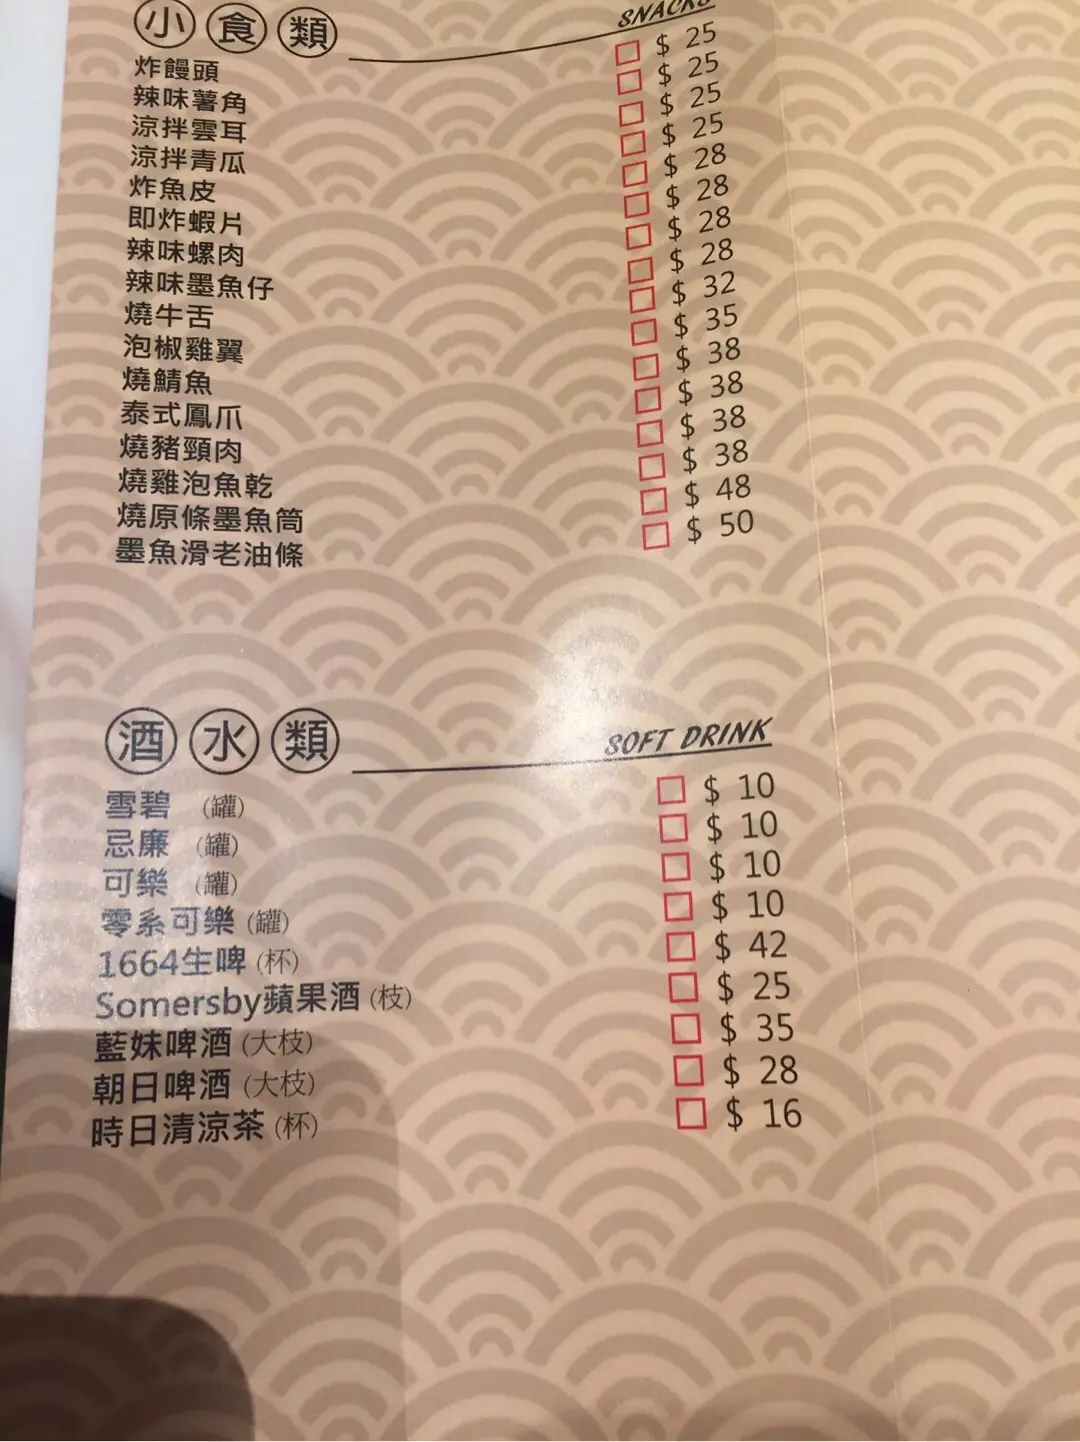 小食類 SNACKS
炸饅頭 $ 25
辣味薯角 $ 25
涼拌雲耳 $ 25
涼拌青瓜 $ 25
炸魚皮 $ 28
即炸蝦片 $ 28
辣味螺肉 $ 28
辣味墨魚仔 $ 28
燒牛舌 $ 32
泡椒雞翼 $ 35
燒鯖魚 $ 38
泰式鳳爪 $ 38
燒豬頸肉 $ 38
燒雞泡魚乾 $ 38
燒原條墨魚筒 $ 48
墨魚滑老油條 $ 50
酒水類 SOFT DRINK
雪碧 (罐) $ 10
忌廉 (罐) $ 10
可樂 (罐) $ 10
零系可樂 (罐) $ 10
1664生啤 (杯) $ 42
Somersby蘋果酒 (枝) $ 25
藍妹啤酒 (大枝) $ 35
朝日啤酒 (大枝) $ 28
時日清涼茶 (杯) $ 16